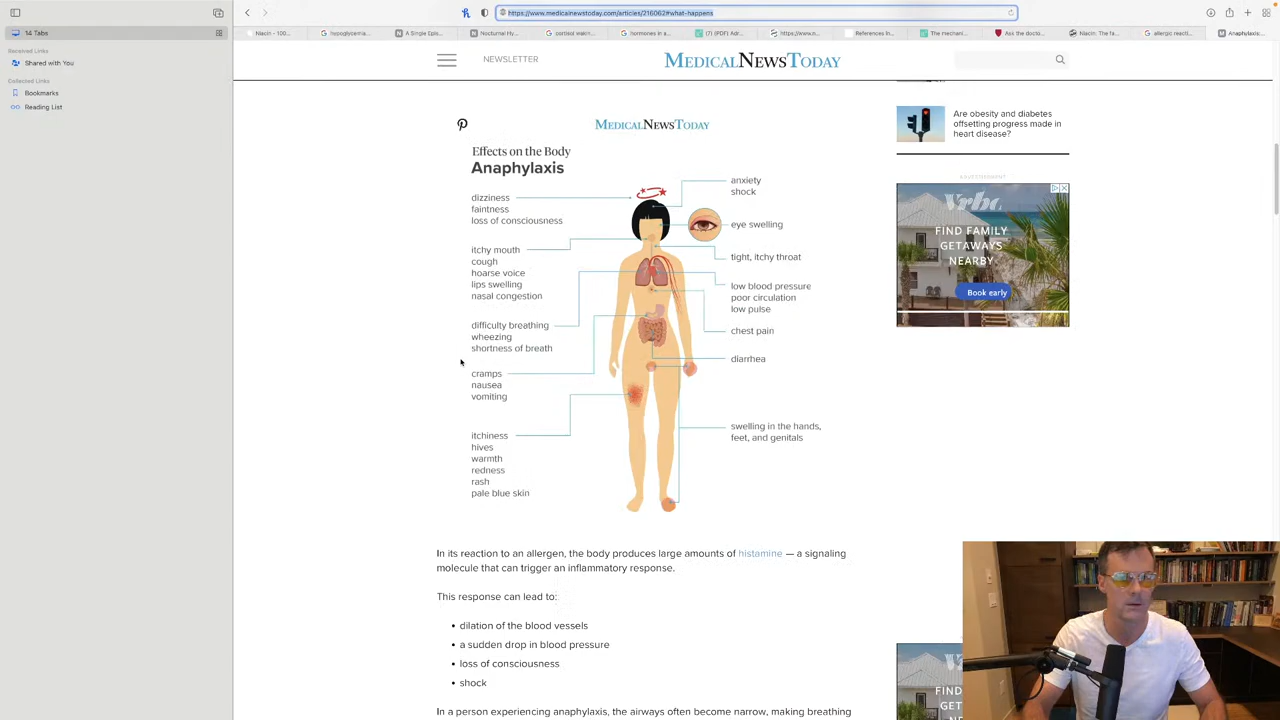 https://www.medicalnewstoday.com/articles/216062#what-happens
14 Tabs
Niacin - 100...
hypoglycemia...
A Single Epis...
Nocturnal Hy...
cortisol wakin...
hormones in a...
(7) (PDF) Adr...
https://www.n...
References in...
The mechani...
Ask the docto...
Niacin: The fa...
allergic reacti...
Anaphylaxis:...
Received Links
Shared with You
Collected Links
Bookmarks
Reading List
NEWSLETTER
MEDICALNEWSTODAY
Are obesity and diabetes
offsetting progress made in
heart disease?
ADVERTISEMENT
Vrbo
FIND FAMILY
GETAWAYS
NEARBY
Book early
MEDICALNEWSTODAY
Effects on the Body
Anaphylaxis
dizziness
faintness
loss of consciousness
itchy mouth
cough
hoarse voice
lips swelling
nasal congestion
difficulty breathing
wheezing
shortness of breath
cramps
nausea
vomiting
itchiness
hives
warmth
redness
rash
pale blue skin
anxiety
shock
eye swelling
tight, itchy throat
low blood pressure
poor circulation
low pulse
chest pain
diarrhea
swelling in the hands,
feet, and genitals
In its reaction to an allergen, the body produces large amounts of histamine — a signaling
molecule that can trigger an inflammatory response.
This response can lead to:
• dilation of the blood vessels
• a sudden drop in blood pressure
• loss of consciousness
• shock
In a person experiencing anaphylaxis, the airways often become narrow, making breathing
FIND
GET